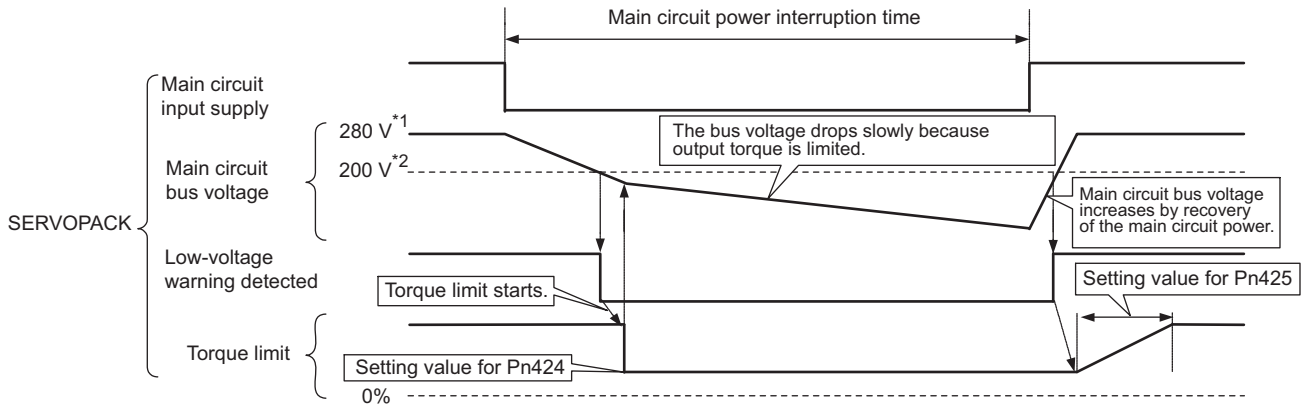 Main circuit power interruption time
SERVOPACK
Main circuit
input supply
280 V*1
200 V*2
Main circuit
bus voltage
The bus voltage drops slowly because
output torque is limited.
Main circuit bus voltage
increases by recovery
of the main circuit power.
Low-voltage
warning detected
Torque limit starts.
Setting value for Pn425
Torque limit
Setting value for Pn424
0%